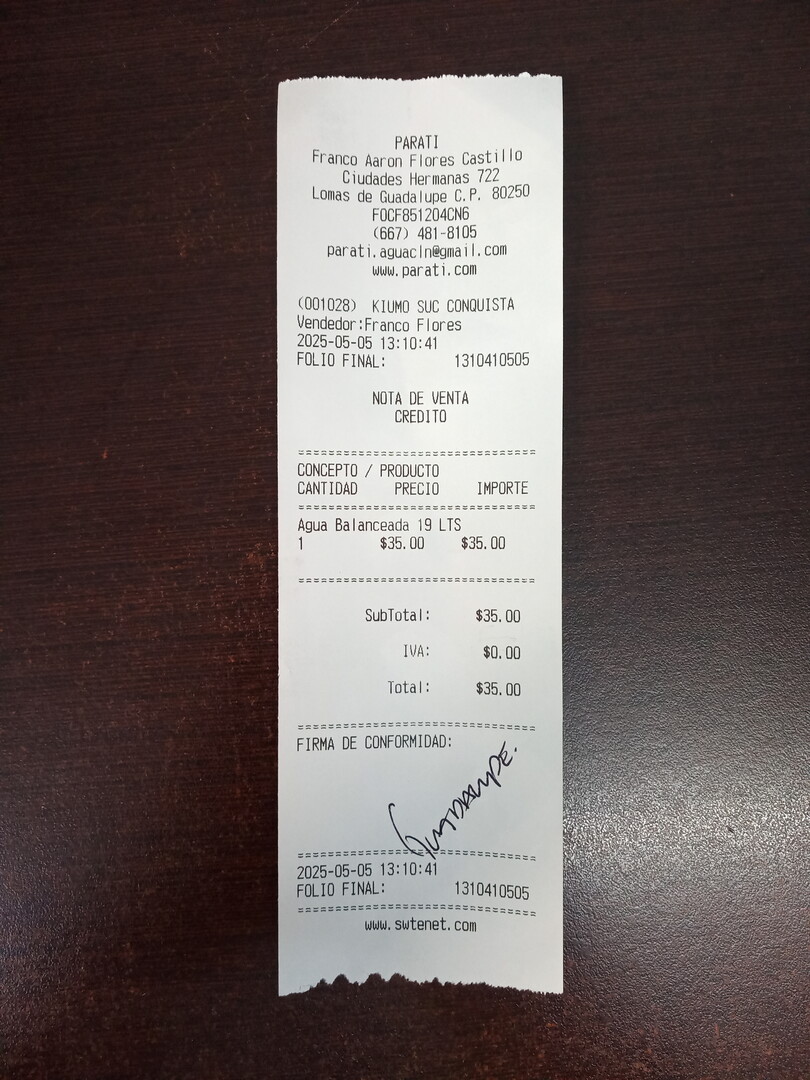 PARATI
Franco Aaron Flores Castillo
Ciudades Hermanas 722
Lomas de Guadalupe C.P. 80250
FOCF851204CN6
(667) 481-8105
parati.aguacln@gmail.com
www.parati.com
(001028) KIUMO SUC CONQUISTA
Vendedor:Franco Flores
2025-05-05 13:10:41
FOLIO FINAL: 1310410505
NOTA DE VENTA
CREDITO
================================
CONCEPTO / PRODUCTO
CANTIDAD PRECIO IMPORTE
================================
Agua Balanceada 19 LTS
1 $35.00 $35.00
================================
SubTotal: $35.00
IVA: $0.00
Total: $35.00
================================
FIRMA DE CONFORMIDAD:
GUADALUPE.
================================
2025-05-05 13:10:41
FOLIO FINAL: 1310410505
================================
www.swtenet.com